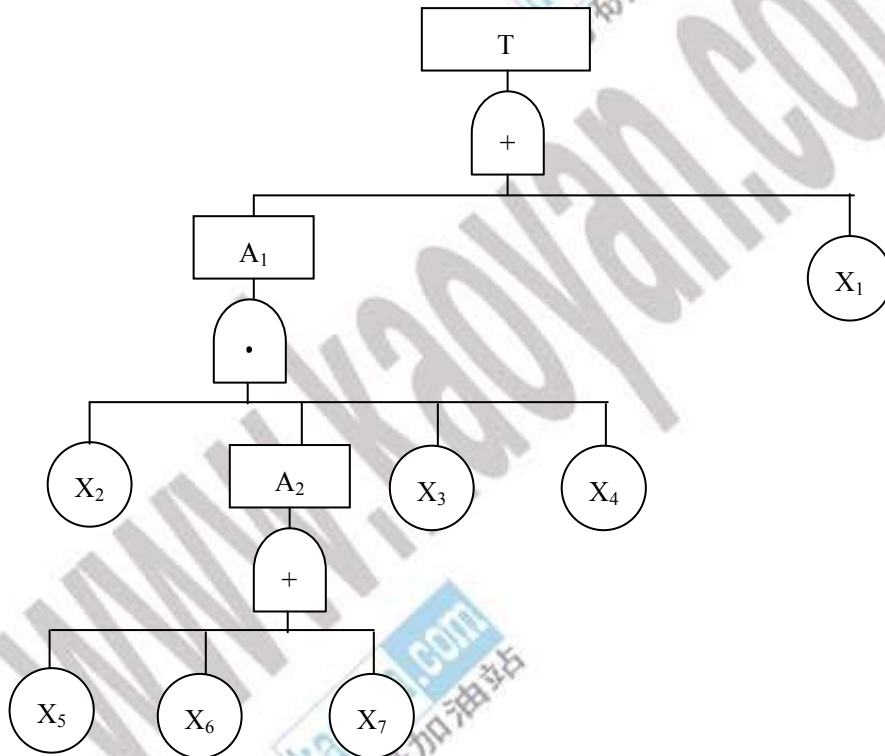 T
+
A₁
X₁
·
X₂
A₂
X₃
X₄
+
X₅
X₆
X₇
www.kaoyan.com
加油站